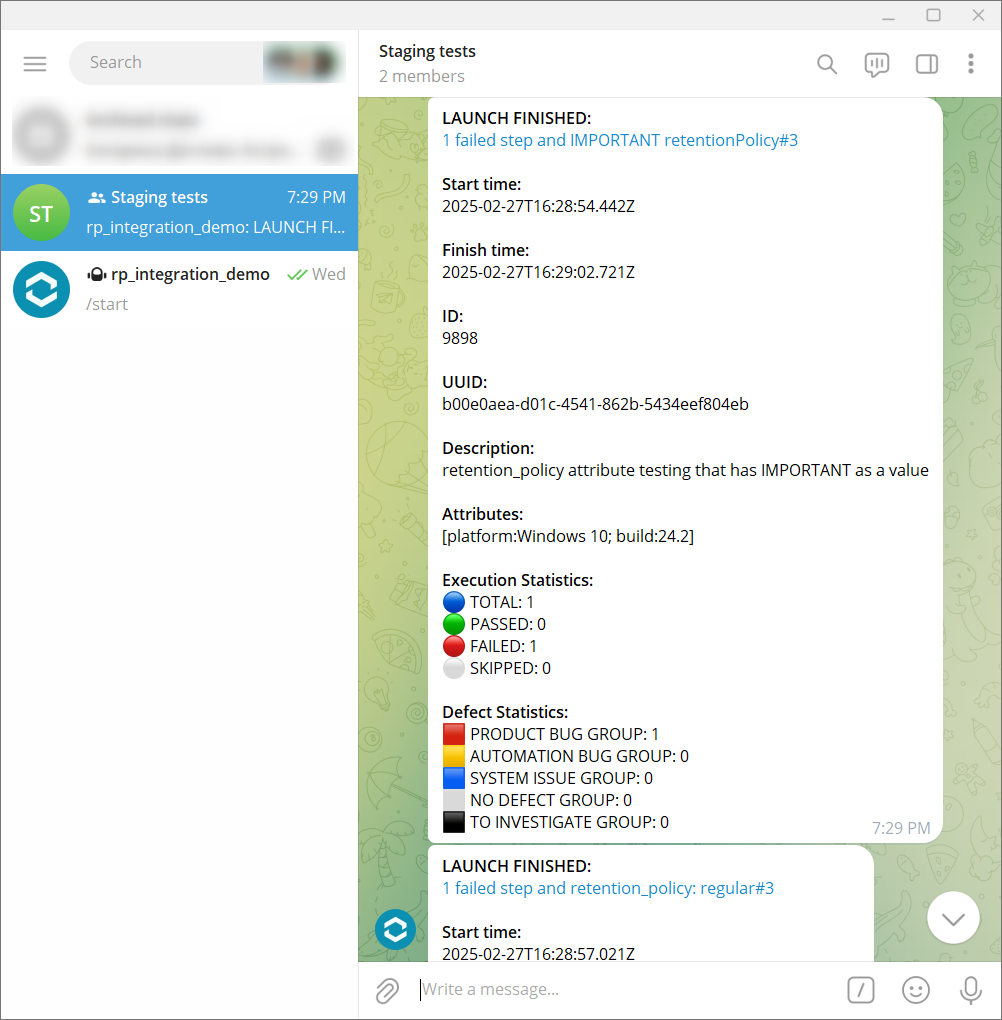 Search
Staging tests
2 members
ST
Staging tests
7:29 PM
rp_integration_demo: LAUNCH FI...
rp_integration_demo
Wed
/start
LAUNCH FINISHED:
1 failed step and IMPORTANT retentionPolicy#3
Start time:
2025-02-27T16:28:54.442Z
Finish time:
2025-02-27T16:29:02.721Z
ID:
9898
UUID:
b00e0aea-d01c-4541-862b-5434eef804eb
Description:
retention_policy attribute testing that has IMPORTANT as a value
Attributes:
[platform:Windows 10; build:24.2]
Execution Statistics:
TOTAL: 1
PASSED: 0
FAILED: 1
SKIPPED: 0
Defect Statistics:
PRODUCT BUG GROUP: 1
AUTOMATION BUG GROUP: 0
SYSTEM ISSUE GROUP: 0
NO DEFECT GROUP: 0
TO INVESTIGATE GROUP: 0
7:29 PM
LAUNCH FINISHED:
1 failed step and retention_policy: regular#3
Start time:
2025-02-27T16:28:57.021Z
Write a message...